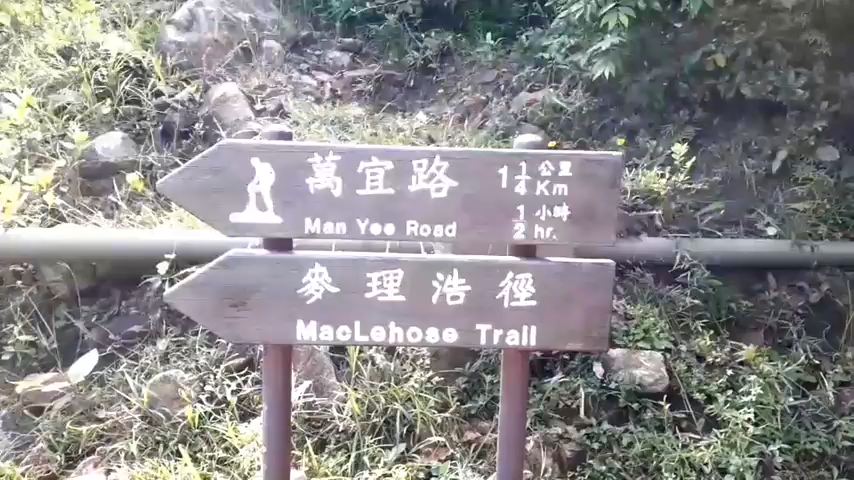 萬宜路 1 1/4 公里
Man Yee Road Km
1/2 小時
hr.
麥理浩徑
MacLehose Trail